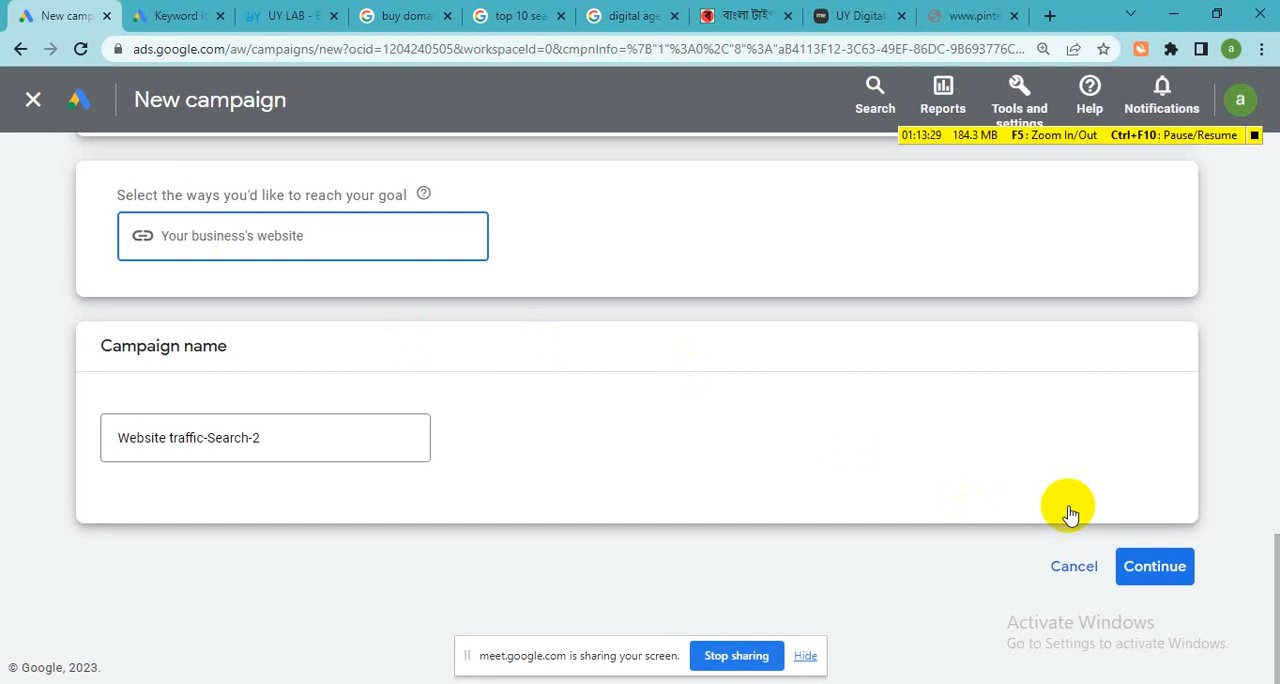 New camp
Keyword i
UY LAB - E
buy doma
top 10 sea
digital age
বাংলা টাইপ
UY Digital
www.pinte
ads.google.com/aw/campaigns/new?ocid=1204240505&workspaceId=0&cmpnInfo=%7B"1"%3A0%2C"8"%3A"aB4113F12-3C63-49EF-86DC-9B693776C...
a
New campaign
Search
Reports
Tools and
settings
Help
Notifications
a
01:13:29 184.3 MB F5: Zoom In/Out Ctrl+F10: Pause/Resume
Select the ways you'd like to reach your goal
Your business's website
Campaign name
Website traffic-Search-2
Cancel
Continue
Activate Windows
Go to Settings to activate Windows.
meet.google.com is sharing your screen.
Stop sharing
Hide
© Google, 2023.